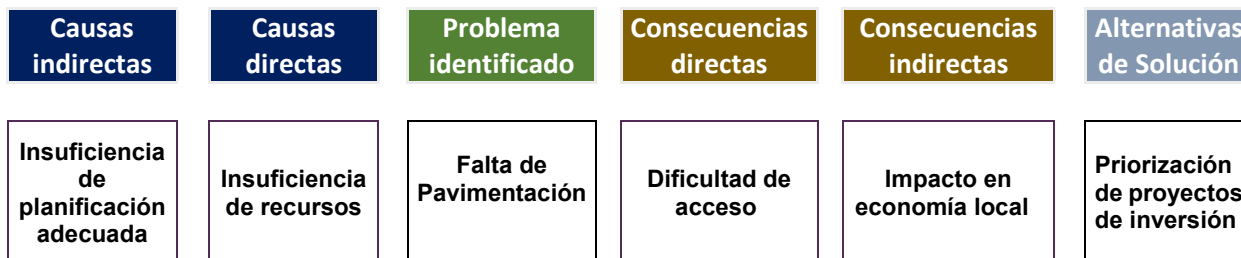 Causas
indirectas
Causas
directas
Problema
identificado
Consecuencias
directas
Consecuencias
indirectas
Alternativas
de Solución
Insuficiencia
de
planificación
adecuada
Insuficiencia
de recursos
Falta de
Pavimentación
Dificultad de
acceso
Impacto en
economía local
Priorización
de proyectos
de inversión